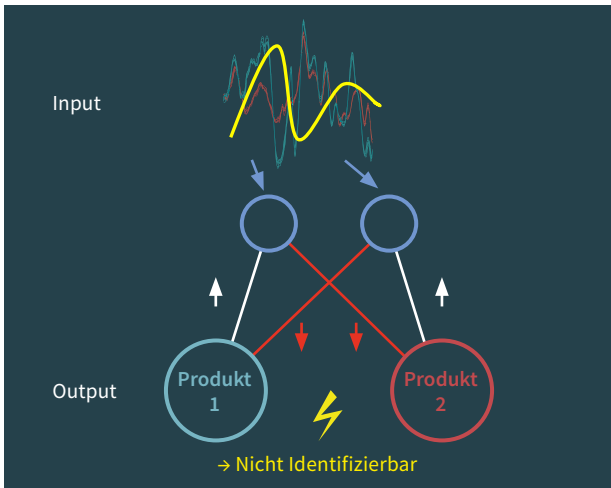 Input
Produkt
1
Produkt
2
Output
→ Nicht Identifizierbar